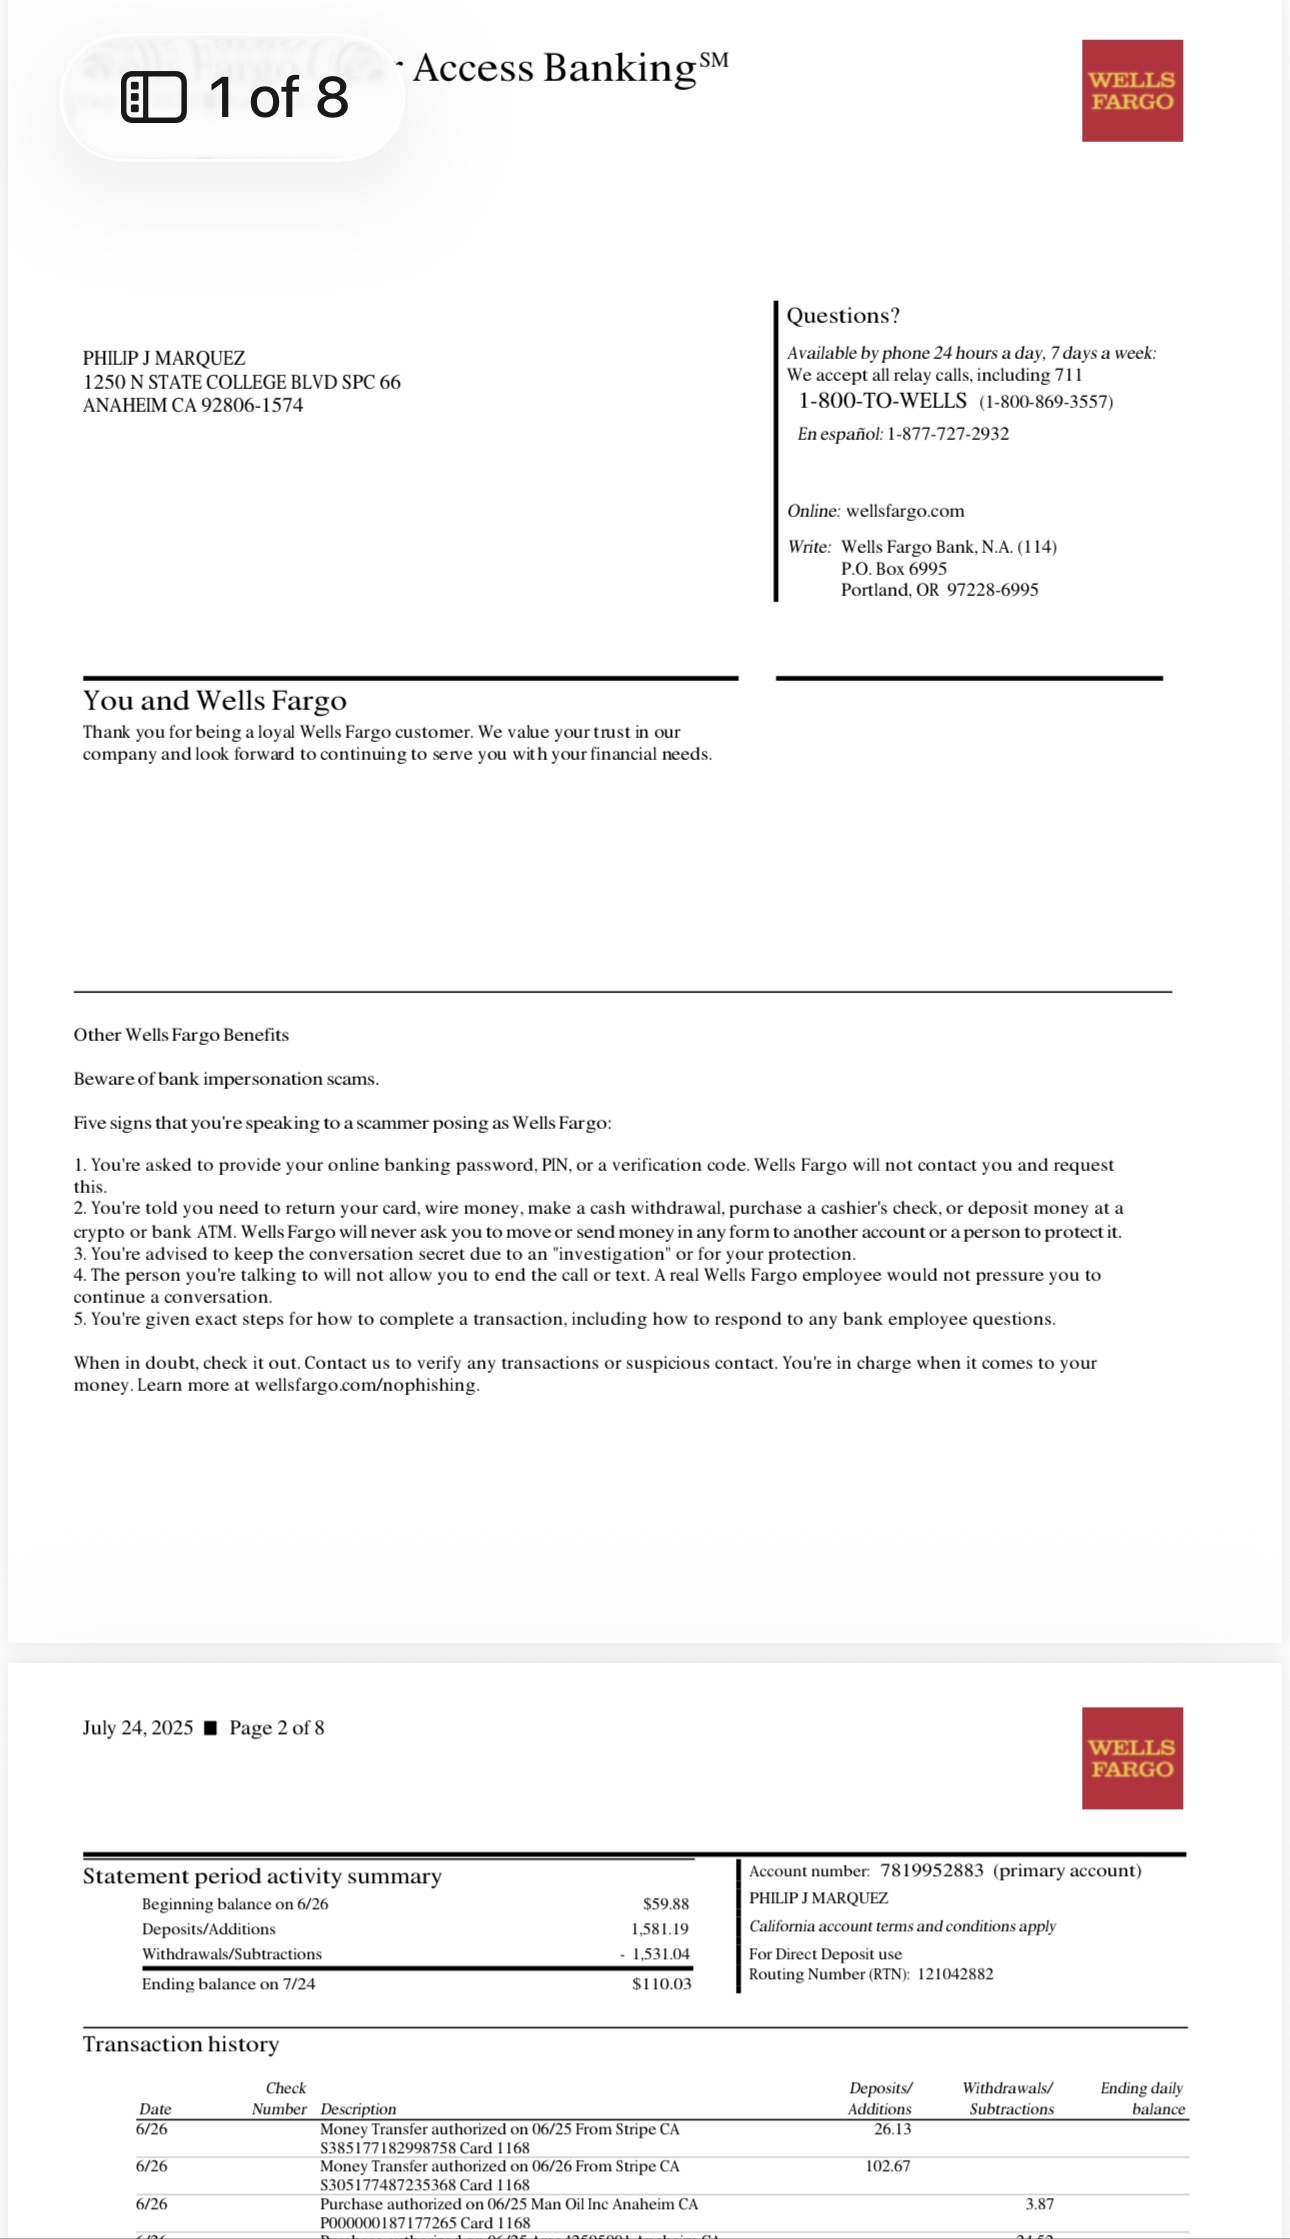 1 of 8
r Access Banking℠
WELLS
FARGO
PHILIP J MARQUEZ
1250 N STATE COLLEGE BLVD SPC 66
ANAHEIM CA 92806-1574
Questions?
Available by phone 24 hours a day, 7 days a week:
We accept all relay calls, including 711
1-800-TO-WELLS (1-800-869-3557)
En español: 1-877-727-2932
Online: wellsfargo.com
Write: Wells Fargo Bank, N.A. (114)
P.O. Box 6995
Portland, OR 97228-6995
You and Wells Fargo
Thank you for being a loyal Wells Fargo customer. We value your trust in our
company and look forward to continuing to serve you with your financial needs.
Other Wells Fargo Benefits
Beware of bank impersonation scams.
Five signs that you're speaking to a scammer posing as Wells Fargo:
1. You're asked to provide your online banking password, PIN, or a verification code. Wells Fargo will not contact you and request
this.
2. You're told you need to return your card, wire money, make a cash withdrawal, purchase a cashier's check, or deposit money at a
crypto or bank ATM. Wells Fargo will never ask you to move or send money in any form to another account or a person to protect it.
3. You're advised to keep the conversation secret due to an "investigation" or for your protection.
4. The person you're talking to will not allow you to end the call or text. A real Wells Fargo employee would not pressure you to
continue a conversation.
5. You're given exact steps for how to complete a transaction, including how to respond to any bank employee questions.
When in doubt, check it out. Contact us to verify any transactions or suspicious contact. You're in charge when it comes to your
money. Learn more at wellsfargo.com/nophishing.
July 24, 2025 ■ Page 2 of 8
WELLS
FARGO
Statement period activity summary
Beginning balance on 6/26 $59.88
Deposits/Additions 1,581.19
Withdrawals/Subtractions - 1,531.04
Ending balance on 7/24 $110.03
Account number: 7819952883 (primary account)
PHILIP J MARQUEZ
California account terms and conditions apply
For Direct Deposit use
Routing Number (RTN): 121042882
Transaction history
Check Deposits/ Withdrawals/ Ending daily
Date Number Description Additions Subtractions balance
6/26 Money Transfer authorized on 06/25 From Stripe CA 26.13
S385177182998758 Card 1168
6/26 Money Transfer authorized on 06/26 From Stripe CA 102.67
S305177487235368 Card 1168
6/26 Purchase authorized on 06/25 Man Oil Inc Anaheim CA 3.87
P000000187177265 Card 1168